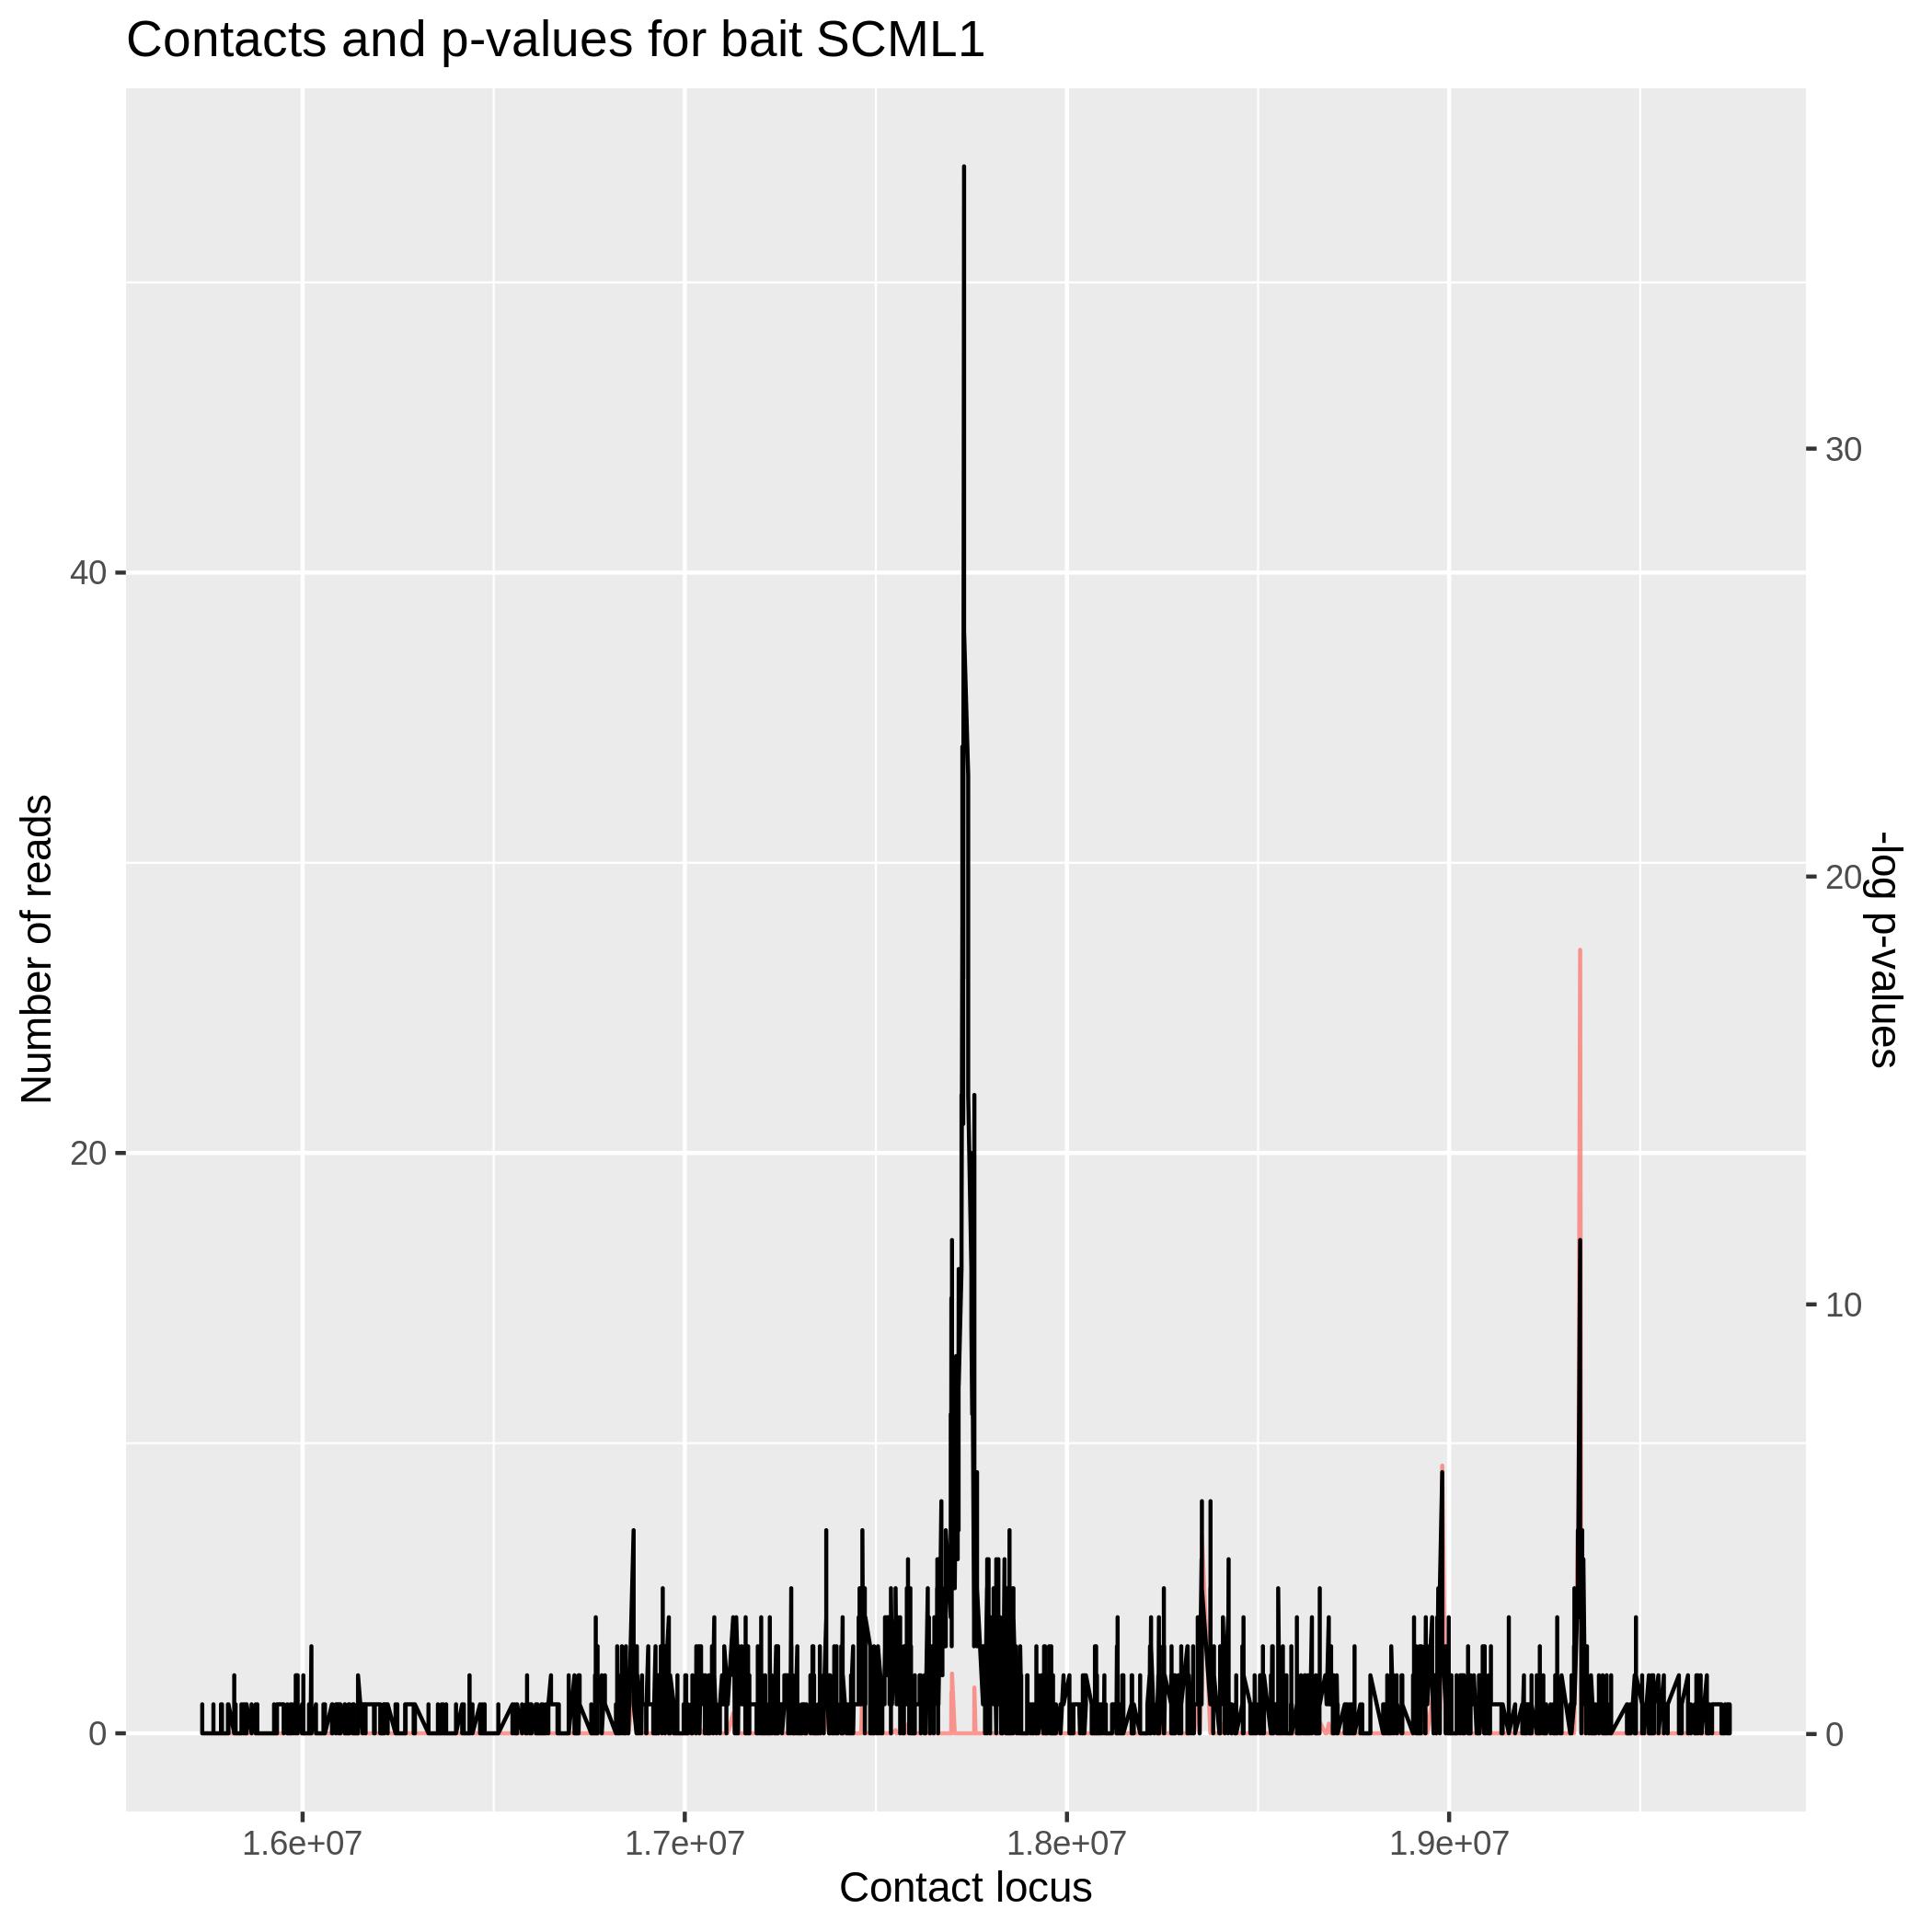 Contacts and p-values for bait SCML1
Number of reads
40
20
0
30
20
10
0
-log p-values
1.6e+07 1.7e+07 1.8e+07 1.9e+07
Contact locus